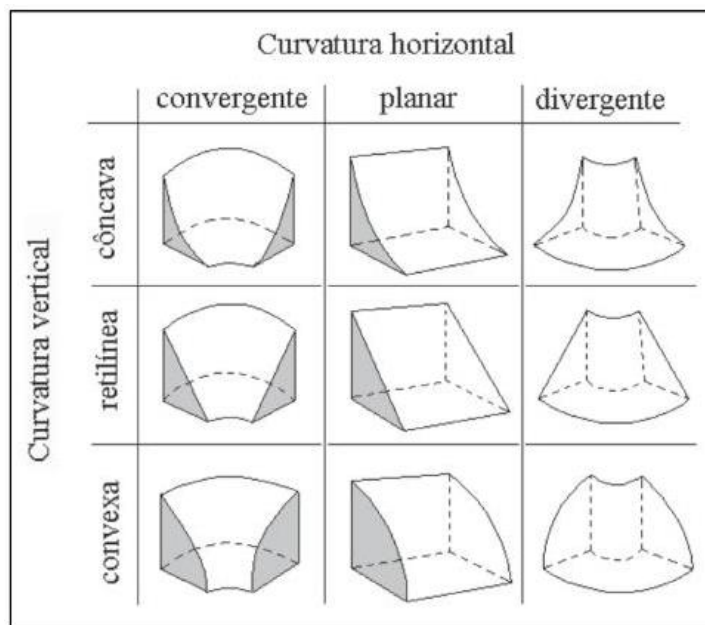 Curvatura horizontal
convergente planar divergente
Curvatura vertical
côncava
retilínea
convexa